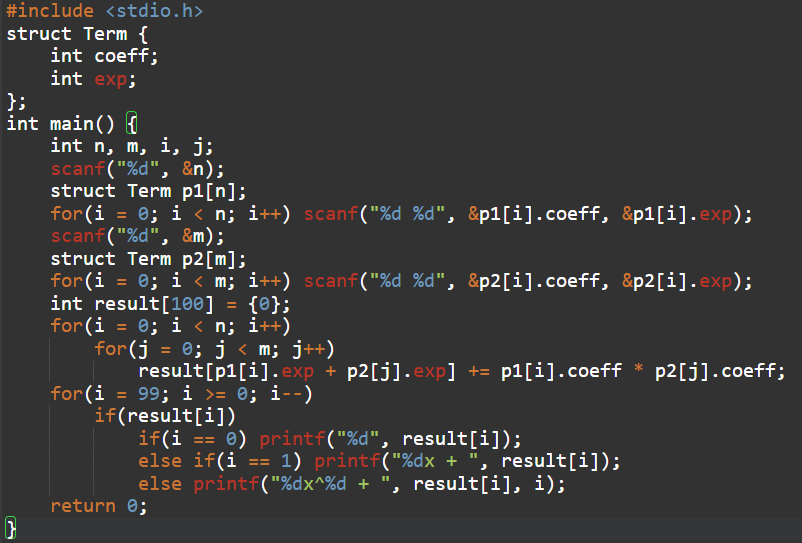 #include <stdio.h>
struct Term {
    int coeff;
    int exp;
};
int main() {
    int n, m, i, j;
    scanf("%d", &n);
    struct Term p1[n];
    for(i = 0; i < n; i++) scanf("%d %d", &p1[i].coeff, &p1[i].exp);
    scanf("%d", &m);
    struct Term p2[m];
    for(i = 0; i < m; i++) scanf("%d %d", &p2[i].coeff, &p2[i].exp);
    int result[100] = {0};
    for(i = 0; i < n; i++)
        for(j = 0; j < m; j++)
            result[p1[i].exp + p2[j].exp] += p1[i].coeff * p2[j].coeff;
    for(i = 99; i >= 0; i--)
        if(result[i])
            if(i == 0) printf("%d", result[i]);
            else if(i == 1) printf("%dx + ", result[i]);
            else printf("%dx^%d + ", result[i], i);
    return 0;
}